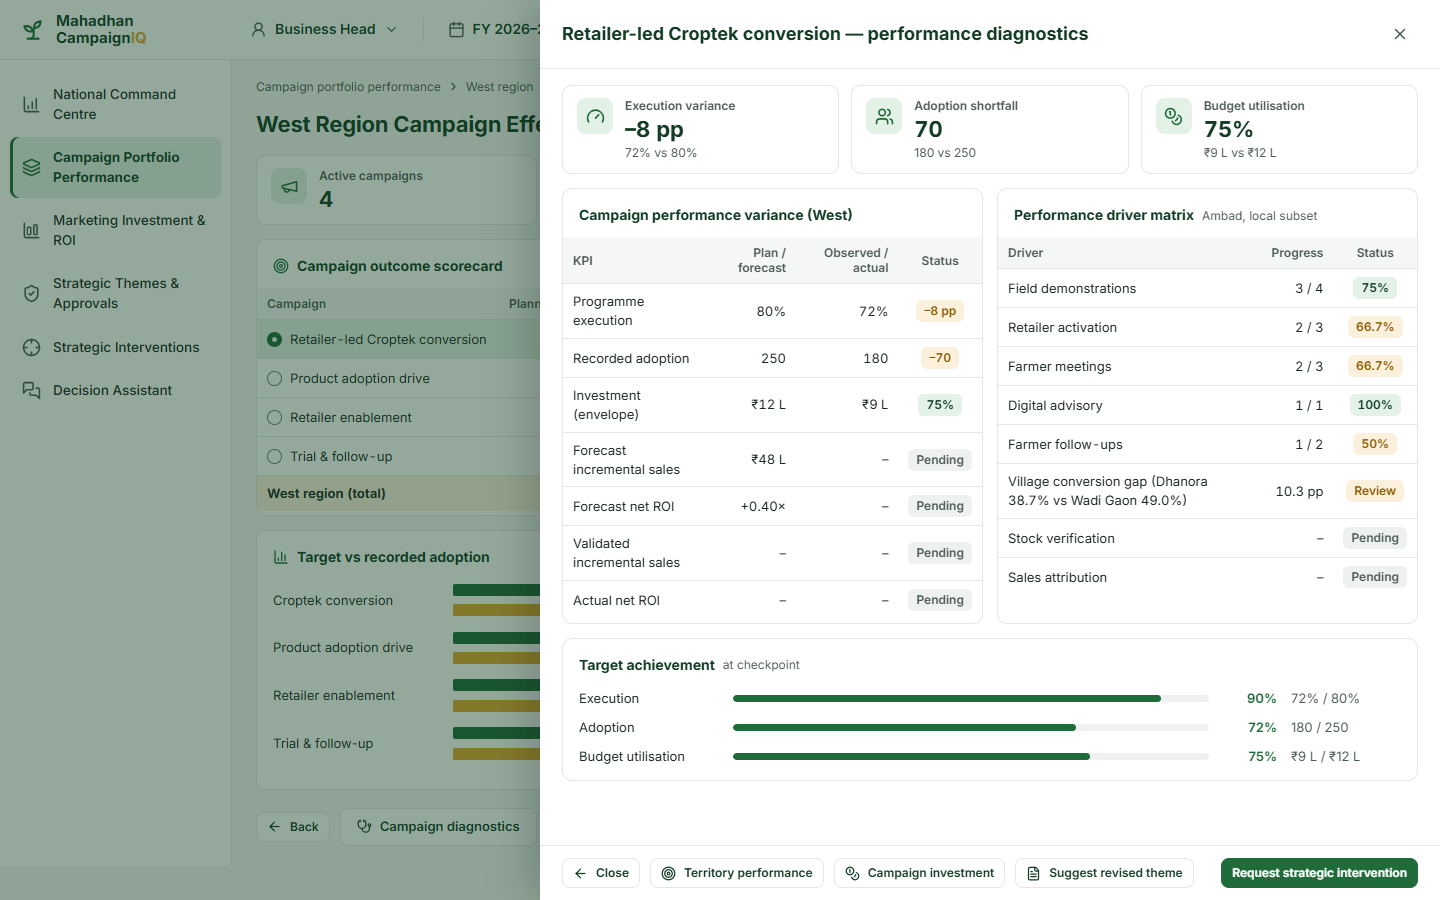 Mahadhan
CampaignIQ
Business Head
FY 2026–2
National Command
Centre
Campaign Portfolio
Performance
Marketing Investment &
ROI
Strategic Themes &
Approvals
Strategic Interventions
Decision Assistant
Campaign portfolio performance > West region
West Region Campaign Effe
Active campaigns
4
Campaign outcome scorecard
Campaign Plann
Retailer-led Croptek conversion
Product adoption drive
Retailer enablement
Trial & follow-up
West region (total)
Target vs recorded adoption
Croptek conversion
Product adoption drive
Retailer enablement
Trial & follow-up
Back
Campaign diagnostics
Retailer-led Croptek conversion — performance diagnostics
Execution variance
–8 pp
72% vs 80%
Adoption shortfall
70
180 vs 250
Budget utilisation
75%
₹9 L vs ₹12 L
Campaign performance variance (West)
KPI Plan / forecast Observed / actual Status
Programme execution 80% 72% –8 pp
Recorded adoption 250 180 –70
Investment (envelope) ₹12 L ₹9 L 75%
Forecast incremental sales ₹48 L – Pending
Forecast net ROI +0.40× – Pending
Validated incremental sales – – Pending
Actual net ROI – – Pending
Performance driver matrix Ambad, local subset
Driver Progress Status
Field demonstrations 3 / 4 75%
Retailer activation 2 / 3 66.7%
Farmer meetings 2 / 3 66.7%
Digital advisory 1 / 1 100%
Farmer follow-ups 1 / 2 50%
Village conversion gap (Dhanora 38.7% vs Wadi Gaon 49.0%) 10.3 pp Review
Stock verification – Pending
Sales attribution – Pending
Target achievement at checkpoint
Execution 90% 72% / 80%
Adoption 72% 180 / 250
Budget utilisation 75% ₹9 L / ₹12 L
Close
Territory performance
Campaign investment
Suggest revised theme
Request strategic intervention